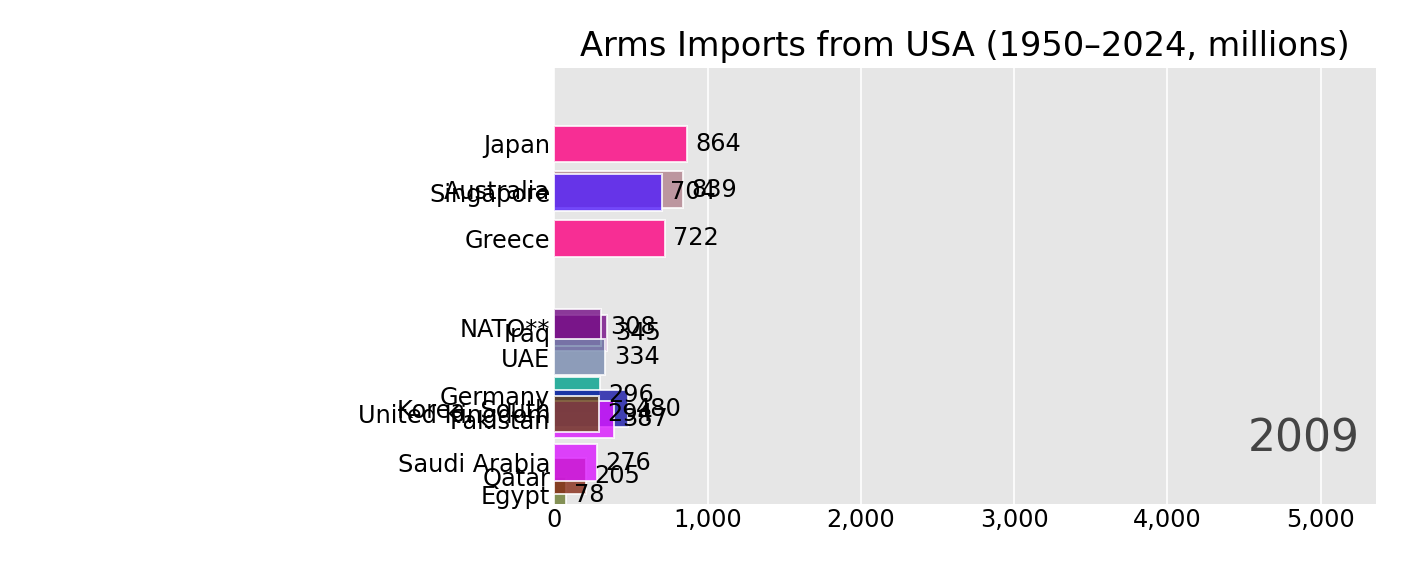 Arms Imports from USA (1950–2024, millions)
Japan 864
Australia 839
Singapore 704
Greece 722
NATO** 308
Iraq 345
UAE 334
Germany 296
Korea, South 480
United Kingdom 387
Pakistan
Saudi Arabia 276
Qatar 205
Egypt 78
2009
0 1,000 2,000 3,000 4,000 5,000